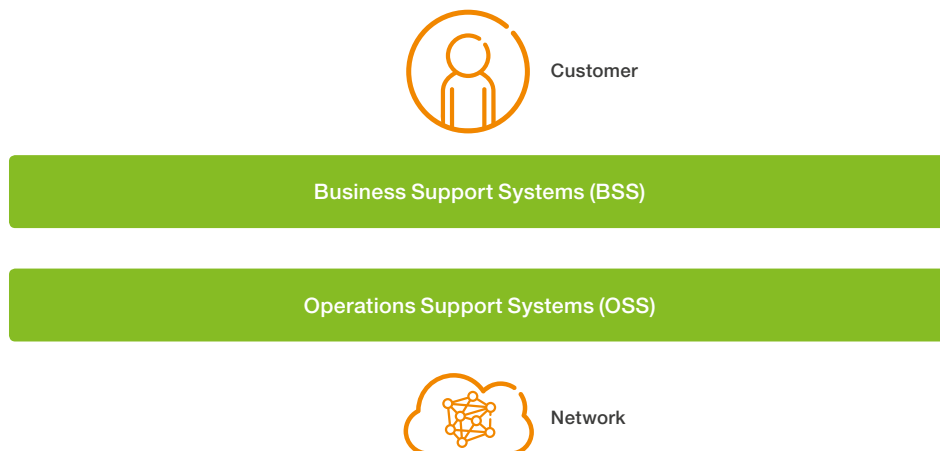 Customer
Business Support Systems (BSS)
Operations Support Systems (OSS)
Network